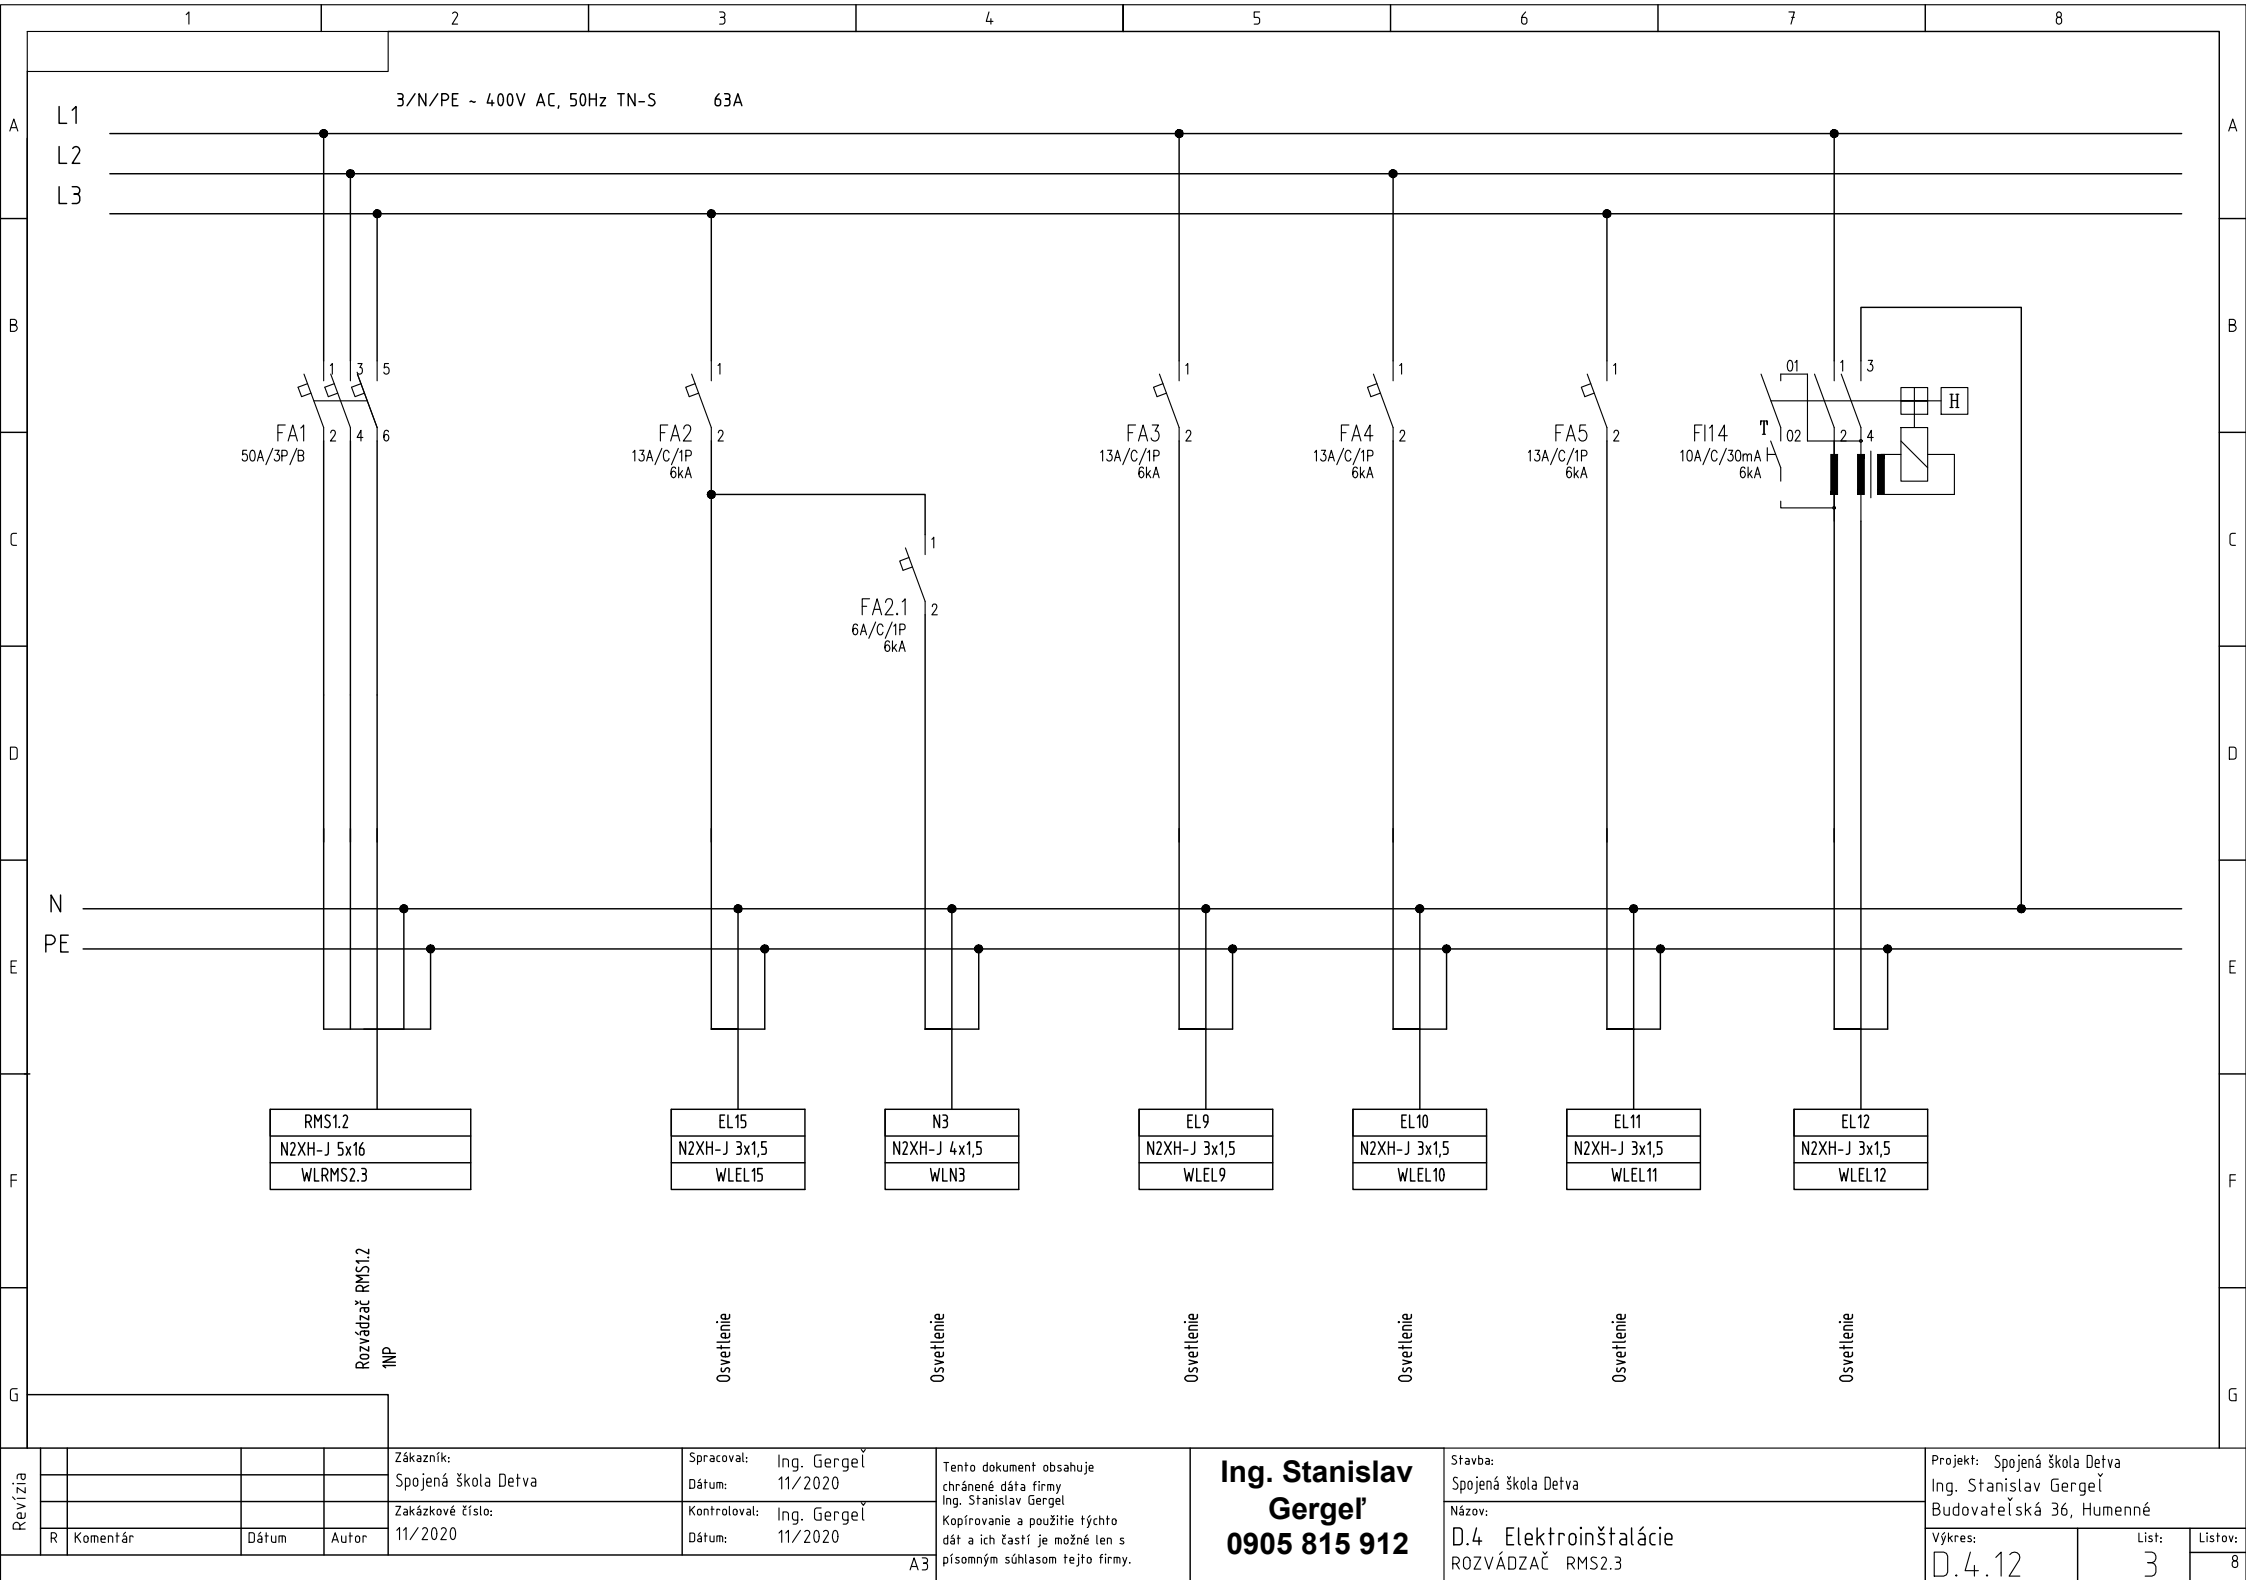 1 2 3 4 5 6 7 8
3/N/PE ~ 400V AC, 50Hz TN-S 63A
A L1 A
L2
L3
B B
1 3 5
1
1
1
1
01 1 3
H
FA1 2 4 6
50A/3P/B
FA2 2
13A/C/1P
6kA
FA3 2
13A/C/1P
6kA
FA4 2
13A/C/1P
6kA
FA5 2
13A/C/1P
6kA
FI14 T 02 2 4
10A/C/30mA
6kA
C C
1
FA2.1 2
6A/C/1P
6kA
D D
N
PE
E E
RMS1.2
N2XH-J 5x16
WLRMS2.3
EL15
N2XH-J 3x1,5
WLEL15
N3
N2XH-J 4x1,5
WLN3
EL9
N2XH-J 3x1,5
WLEL9
EL10
N2XH-J 3x1,5
WLEL10
EL11
N2XH-J 3x1,5
WLEL11
EL12
N2XH-J 3x1,5
WLEL12
F F
Rozvádzač RMS1.2
1NP
Osvetlenie
Osvetlenie
Osvetlenie
Osvetlenie
Osvetlenie
Osvetlenie
G G
Revízia
R Komentár Dátum Autor
Zákazník:
Spojená škola Detva
Zakázkové číslo:
11/2020
Spracoval: Ing. Gergeľ
Dátum: 11/2020
Kontroloval: Ing. Gergeľ
Dátum: 11/2020
A3
Tento dokument obsahuje
chránené dáta firmy
Ing. Stanislav Gergel
Kopírovanie a použitie týchto
dát a ich častí je možné len s
písomným súhlasom tejto firmy.
Ing. Stanislav
Gergeľ
0905 815 912
Stavba:
Spojená škola Detva
Názov:
D.4 Elektroinštalácie
ROZVÁDZAČ RMS2.3
Projekt: Spojená škola Detva
Ing. Stanislav Gergeľ
Budovateľská 36, Humenné
Výkres: List: Listov:
D.4.12 3 8